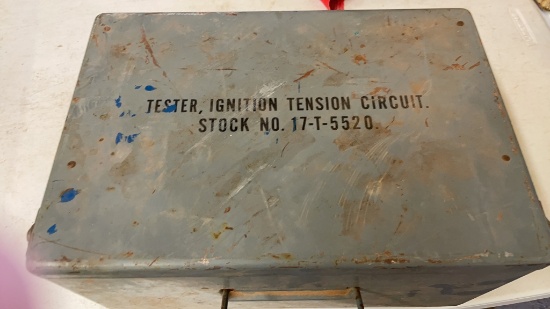 TESTER, IGNITION TENSION CIRCUIT.
STOCK NO. 17-T-5520.